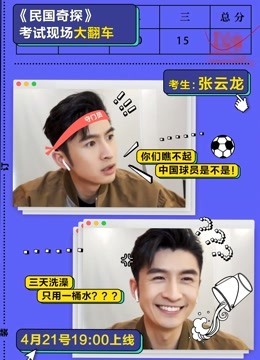 《民国奇探》
考试现场大翻车
三
总分
15
考生：张云龙
守门员
你们瞧不起
中国球员是不是！
订
三天洗澡
只用一桶水？？？
装
4月21号19:00上线